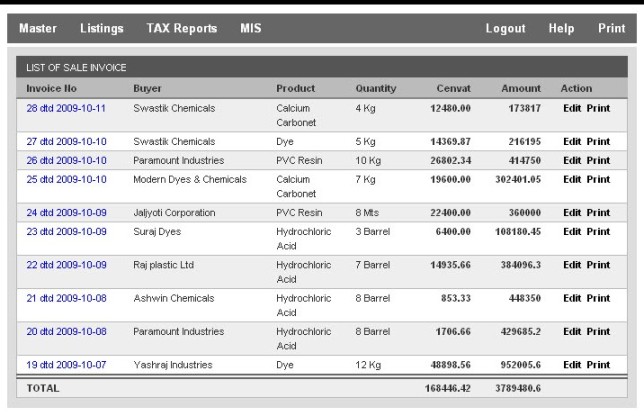 Master Listings TAX Reports MIS Logout Help Print
LIST OF SALE INVOICE
Invoice No Buyer Product Quantity Cenvat Amount Action
28 dtd 2009-10-11 Swastik Chemicals Calcium Carbonet 4 Kg 12480.00 173817 Edit Print
27 dtd 2009-10-10 Swastik Chemicals Dye 5 Kg 14369.87 216195 Edit Print
26 dtd 2009-10-10 Paramount Industries PVC Resin 10 Kg 26802.34 414750 Edit Print
25 dtd 2009-10-10 Modern Dyes & Chemicals Calcium Carbonet 7 Kg 19600.00 302401.05 Edit Print
24 dtd 2009-10-09 Jaljyoti Corporation PVC Resin 8 Mts 22400.00 360000 Edit Print
23 dtd 2009-10-09 Suraj Dyes Hydrochloric Acid 3 Barrel 6400.00 108180.45 Edit Print
22 dtd 2009-10-09 Raj plastic Ltd Hydrochloric Acid 7 Barrel 14935.66 384096.3 Edit Print
21 dtd 2009-10-08 Ashwin Chemicals Hydrochloric Acid 8 Barrel 853.33 448350 Edit Print
20 dtd 2009-10-08 Paramount Industries Hydrochloric Acid 8 Barrel 1706.66 429685.2 Edit Print
19 dtd 2009-10-07 Yashraj Industries Dye 12 Kg 48898.56 952005.6 Edit Print
TOTAL 168446.42 3789480.6